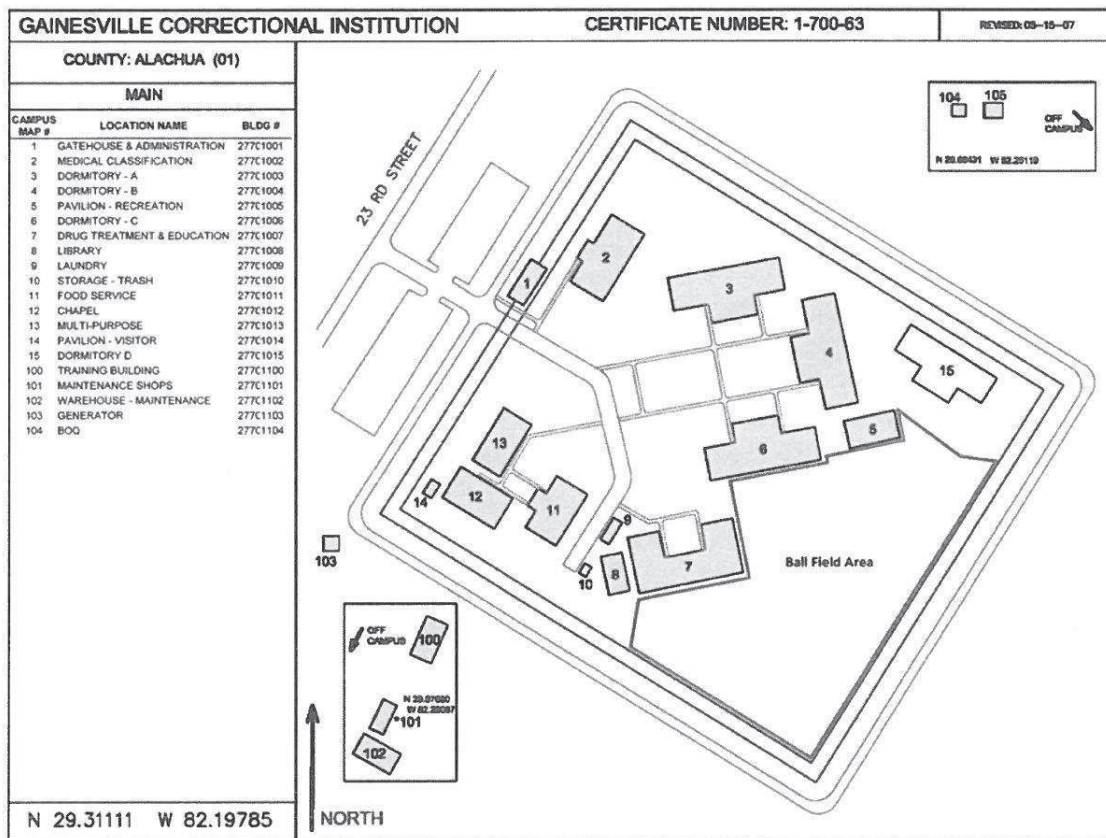 GAINESVILLE CORRECTIONAL INSTITUTION CERTIFICATE NUMBER: 1-700-63
COUNTY: ALACHUA (01)
MAIN
CAMPUS MAP # LOCATION NAME BLDG #
1 GATEHOUSE & ADMINISTRATION 277C1001
2 MEDICAL CLASSIFICATION 277C1002
3 DORMITORY - A 277C1003
4 DORMITORY - B 277C1004
5 PAVILION - RECREATION 277C1005
6 DORMITORY - C 277C1006
7 DRUG TREATMENT & EDUCATION 277C1007
8 LIBRARY 277C1008
9 LAUNDRY 277C1009
10 STORAGE - TRASH 277C1010
11 FOOD SERVICE 277C1011
12 CHAPEL 277C1012
13 MULTI-PURPOSE 277C1013
14 PAVILION - VISITOR 277C1014
15 DORMITORY D 277C1015
100 TRAINING BUILDING 277C1100
101 MAINTENANCE SHOPS 277C1101
102 WAREHOUSE - MAINTENANCE 277C1102
103 GENERATOR 277C1103
104 BOQ 277C1104
N 29.31111 W 82.19785
23 RD STREET
104 105
OFF
CAMPUS
1
2
3
4
15
5
6
13
14
12
11
9
10
8
7
Ball Field Area
103
OFF
CAMPUS
100
101
102
NORTH